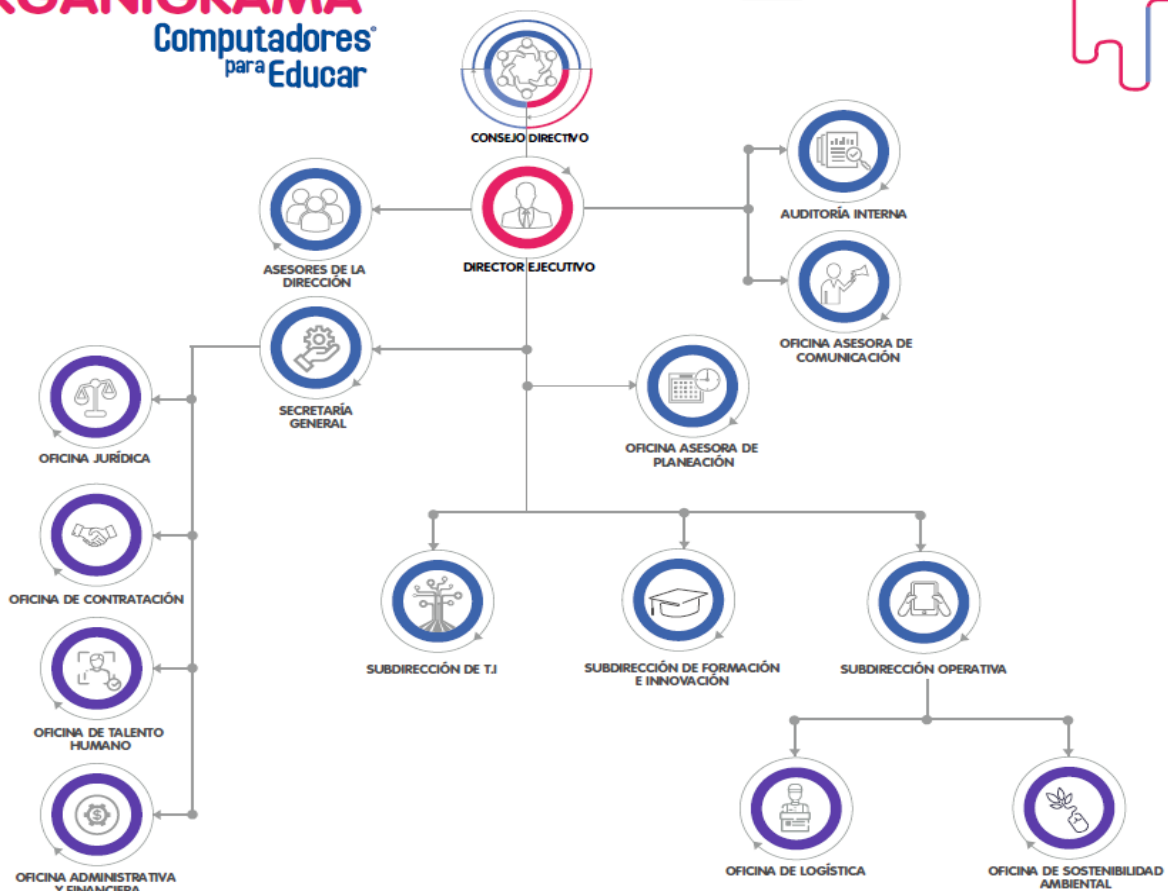 ORGANIGRAMA
Computadores
para Educar
CONSEJO DIRECTIVO
AUDITORÍA INTERNA
DIRECTOR EJECUTIVO
ASESORES DE LA
DIRECCIÓN
OFICINA ASESORA DE
COMUNICACIÓN
SECRETARÍA
GENERAL
OFICINA JURÍDICA
OFICINA ASESORA DE
PLANEACIÓN
OFICINA DE CONTRATACIÓN
SUBDIRECCIÓN DE T.I
SUBDIRECCIÓN DE FORMACIÓN
E INNOVACIÓN
SUBDIRECCIÓN OPERATIVA
OFICINA DE TALENTO
HUMANO
OFICINA DE LOGÍSTICA
OFICINA DE SOSTENIBILIDAD
AMBIENTAL
OFICINA ADMINISTRATIVA
Y FINANCIERA